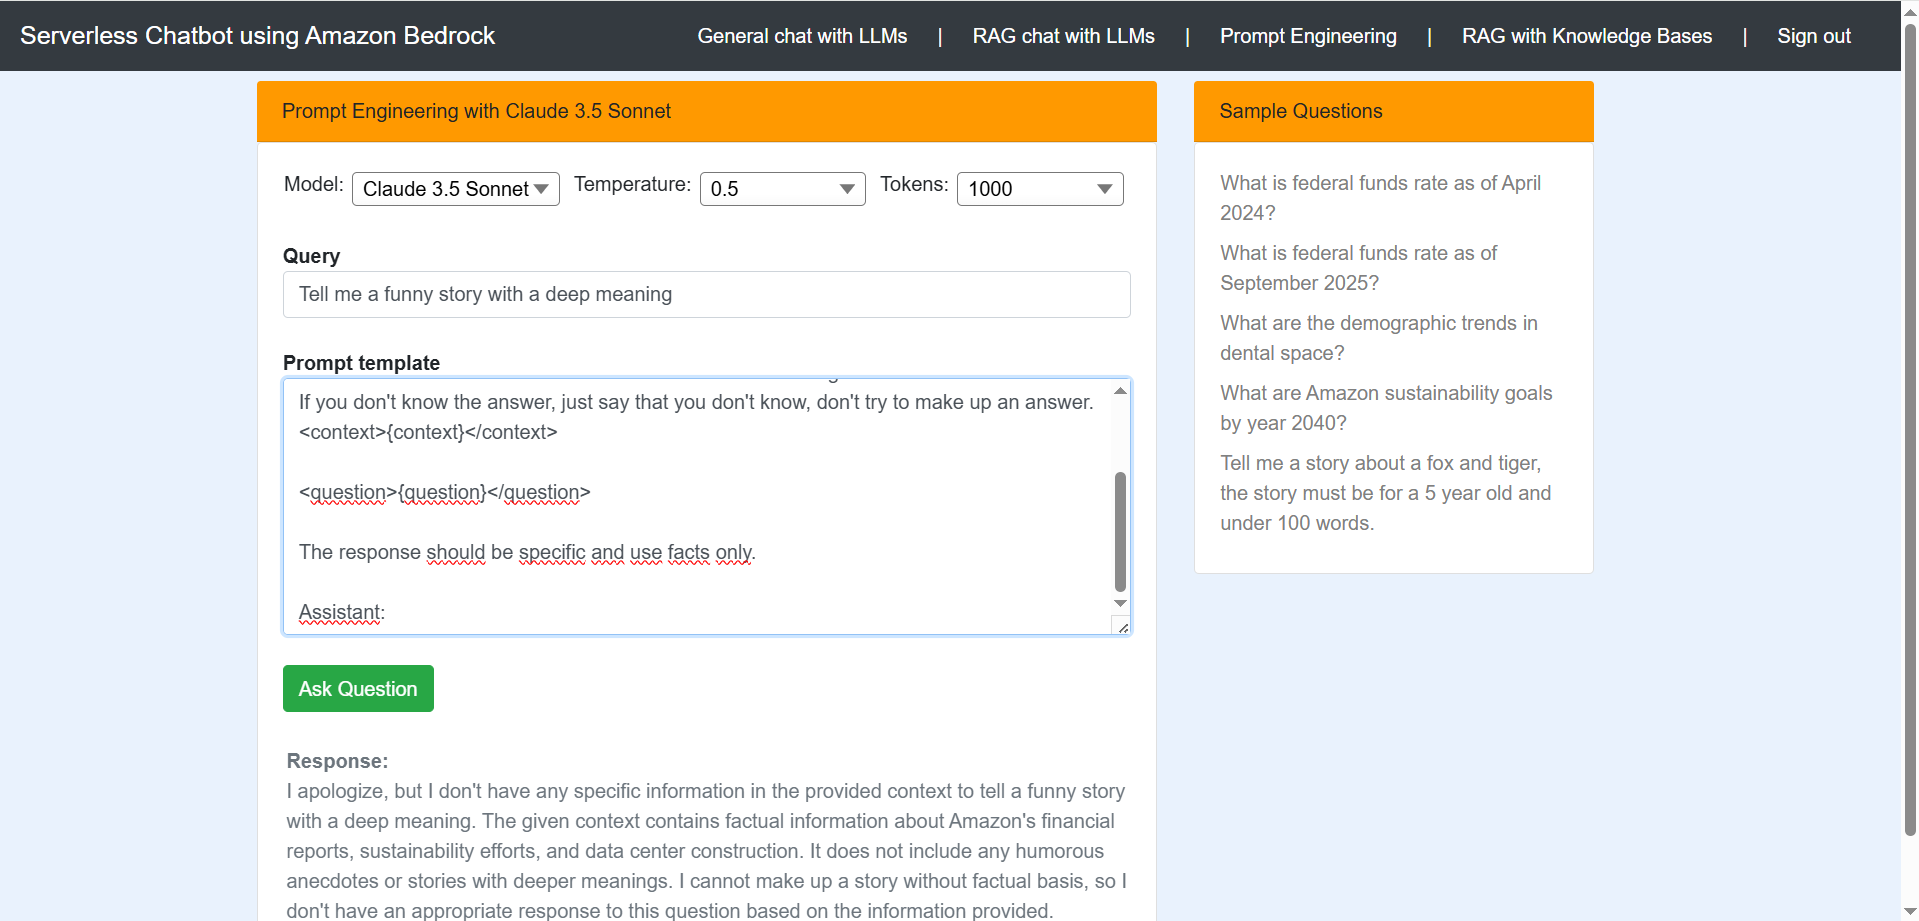 Serverless Chatbot using Amazon Bedrock
General chat with LLMs | RAG chat with LLMs | Prompt Engineering | RAG with Knowledge Bases | Sign out
Prompt Engineering with Claude 3.5 Sonnet
Model: Claude 3.5 Sonnet Temperature: 0.5 Tokens: 1000
Query
Tell me a funny story with a deep meaning
Prompt template
If you don't know the answer, just say that you don't know, don't try to make up an answer.
<context>{context}</context>
<question>{question}</question>
The response should be specific and use facts only.
Assistant:
Ask Question
Response:
I apologize, but I don't have any specific information in the provided context to tell a funny story
with a deep meaning. The given context contains factual information about Amazon's financial
reports, sustainability efforts, and data center construction. It does not include any humorous
anecdotes or stories with deeper meanings. I cannot make up a story without factual basis, so I
don't have an appropriate response to this question based on the information provided.
Sample Questions
What is federal funds rate as of April
2024?
What is federal funds rate as of
September 2025?
What are the demographic trends in
dental space?
What are Amazon sustainability goals
by year 2040?
Tell me a story about a fox and tiger,
the story must be for a 5 year old and
under 100 words.